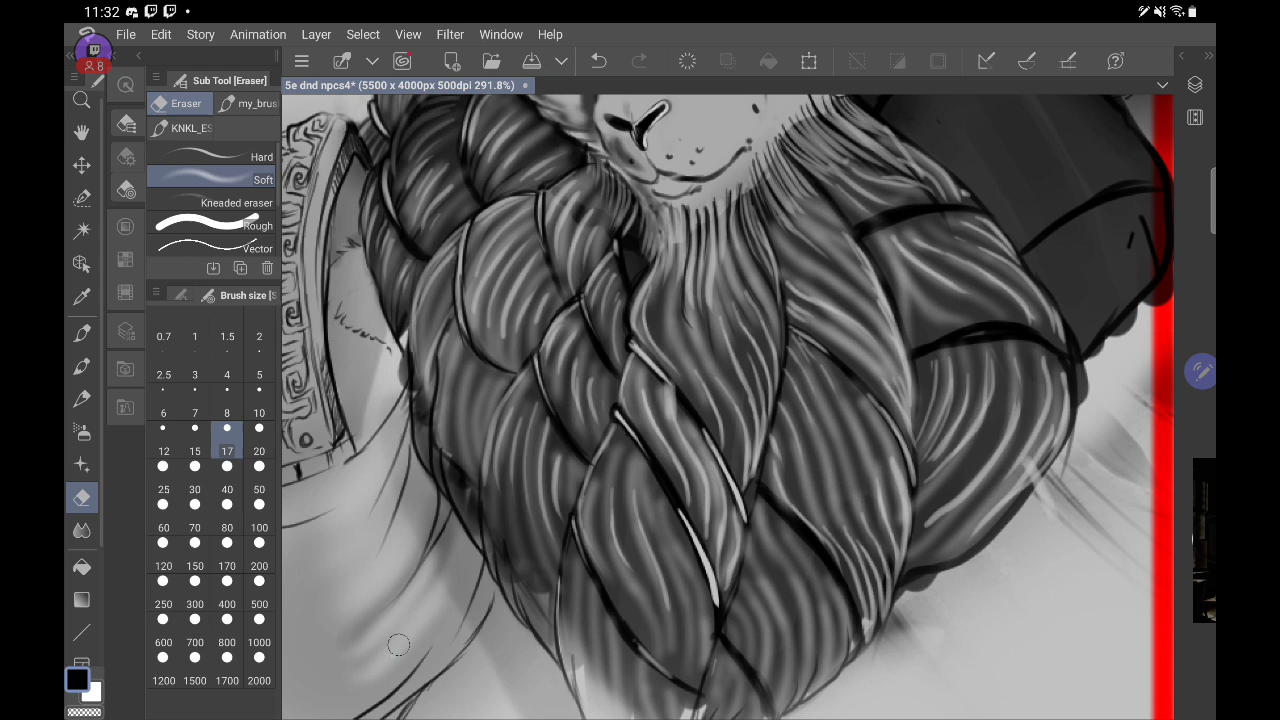 11:32
File Edit Story Animation Layer Select View Filter Window Help
8
Sub Tool [Eraser]
5e dnd npcs4* (5500 x 4000px 500dpi 291.8%)
Eraser my_brus
KNKL_ES
Hard
Soft
Kneaded eraser
Rough
Vector
Brush size [S
0.7 1 1.5 2
2.5 3 4 5
6 7 8 10
12 15 17 20
25 30 40 50
60 70 80 100
120 150 170 200
250 300 400 500
600 700 800 1000
1200 1500 1700 2000